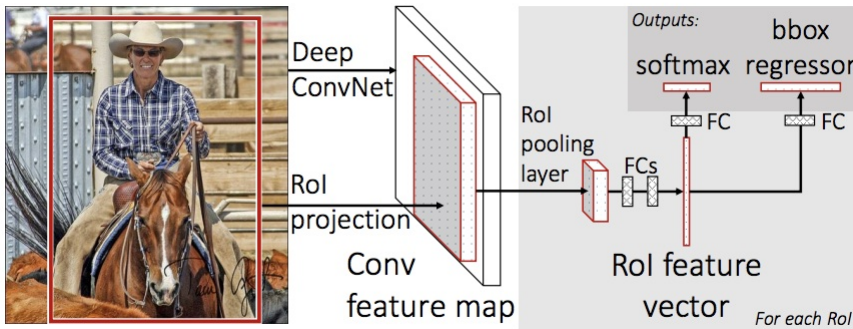 Deep
ConvNet
RoI
projection
Conv
feature map
RoI
pooling
layer
FCs
RoI feature
vector
Outputs:
softmax
bbox
regressor
FC
FC
For each RoI